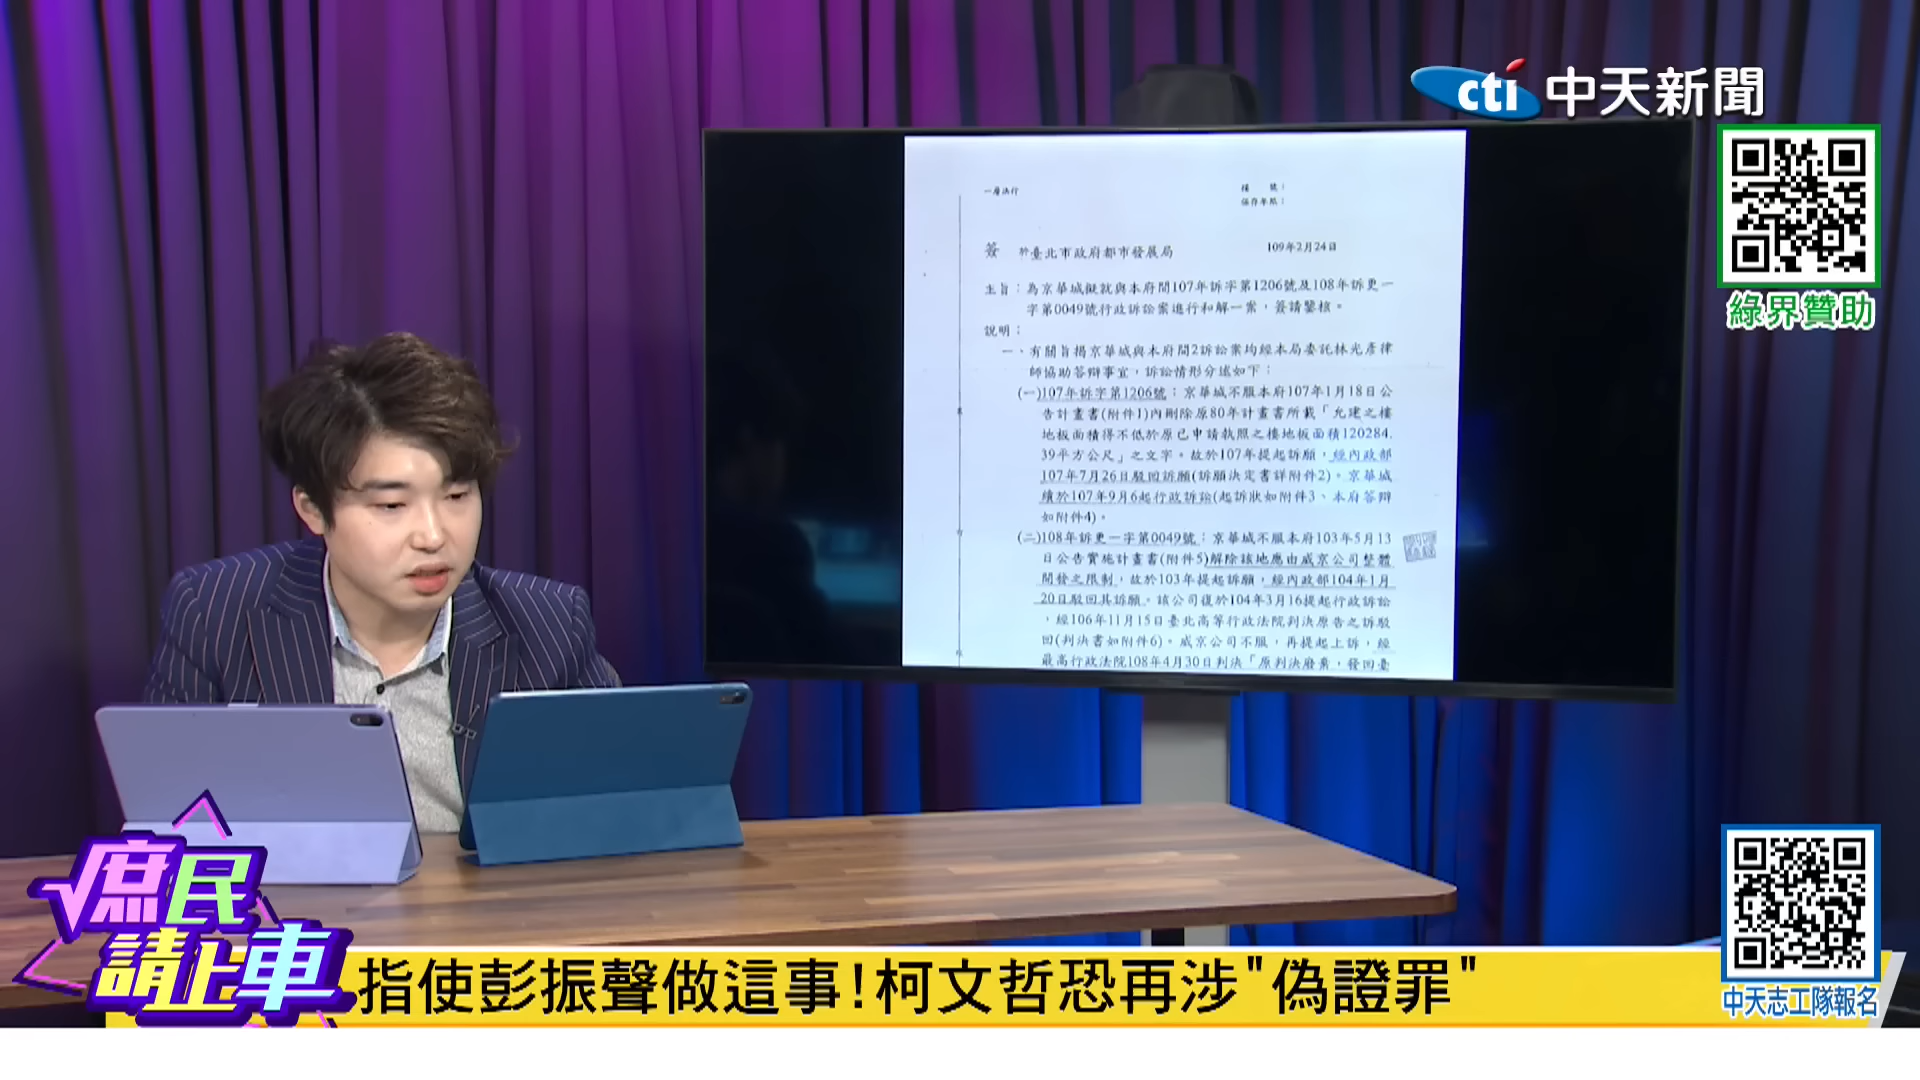 cti 中天新聞
綠界贊助
一層決行
檔　號：
保存年限：
簽　於臺北市政府都市發展局　109年2月24日
主旨：為京華城擬就與本府間107年訴字第1206號及108年訴更一
字第0049號行政訴訟案進行和解一案，簽請鑒核。
說明：
一、有關旨揭京華城與本府間2訴訟案均經本局委託林光彥律
師協助答辯事宜，訴訟情形分述如下：
(一)107年訴字第1206號：京華城不服本府107年1月18日公
告計畫書(附件1)內刪除原80年計畫書所載「允建之樓
地板面積得不低於原已申請執照之樓地板面積120284.
39平方公尺」之文字。故於107年提起訴願，經內政部
107年7月26日駁回訴願(訴願決定書詳附件2)。京華城
續於107年9月6起行政訴訟(起訴狀如附件3、本府答辯
如附件4)。
(二)108年訴更一字第0049號：京華城不服本府103年5月13
日公告實施計畫書(附件5)解除該地應由威京公司整體
開發之限制，故於103年提起訴願，經內政部104年1月
20日駁回其訴願。該公司復於104年3月16提起行政訴訟
，經106年11月15日臺北高等行政法院判決原告之訴駁
回(判決書如附件6)。威京公司不服，再提起上訴，經
最高行政法院108年4月30日判決「原判決廢棄，發回臺
庶民
請上車
指使彭振聲做這事!柯文哲恐再涉"偽證罪"
中天志工隊報名